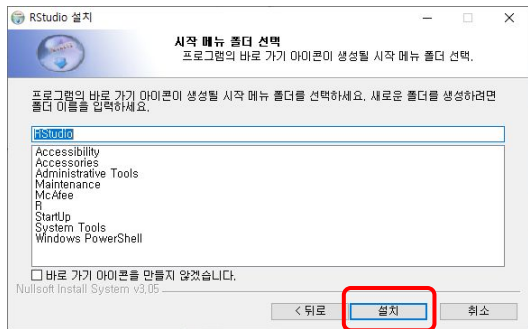 RStudio 설치
시작 메뉴 폴더 선택
프로그램의 바로 가기 아이콘이 생성될 시작 메뉴 폴더 선택.
프로그램의 바로 가기 아이콘이 생성될 시작 메뉴 폴더를 선택하세요. 새로운 폴더를 생성하려면
폴더 이름을 입력하세요.
RStudio
Accessibility
Accessories
Administrative Tools
Maintenance
McAfee
R
StartUp
System Tools
Windows PowerShell
바로 가기 아이콘을 만들지 않겠습니다.
Nullsoft Install System v3.05
< 뒤로
설치
취소